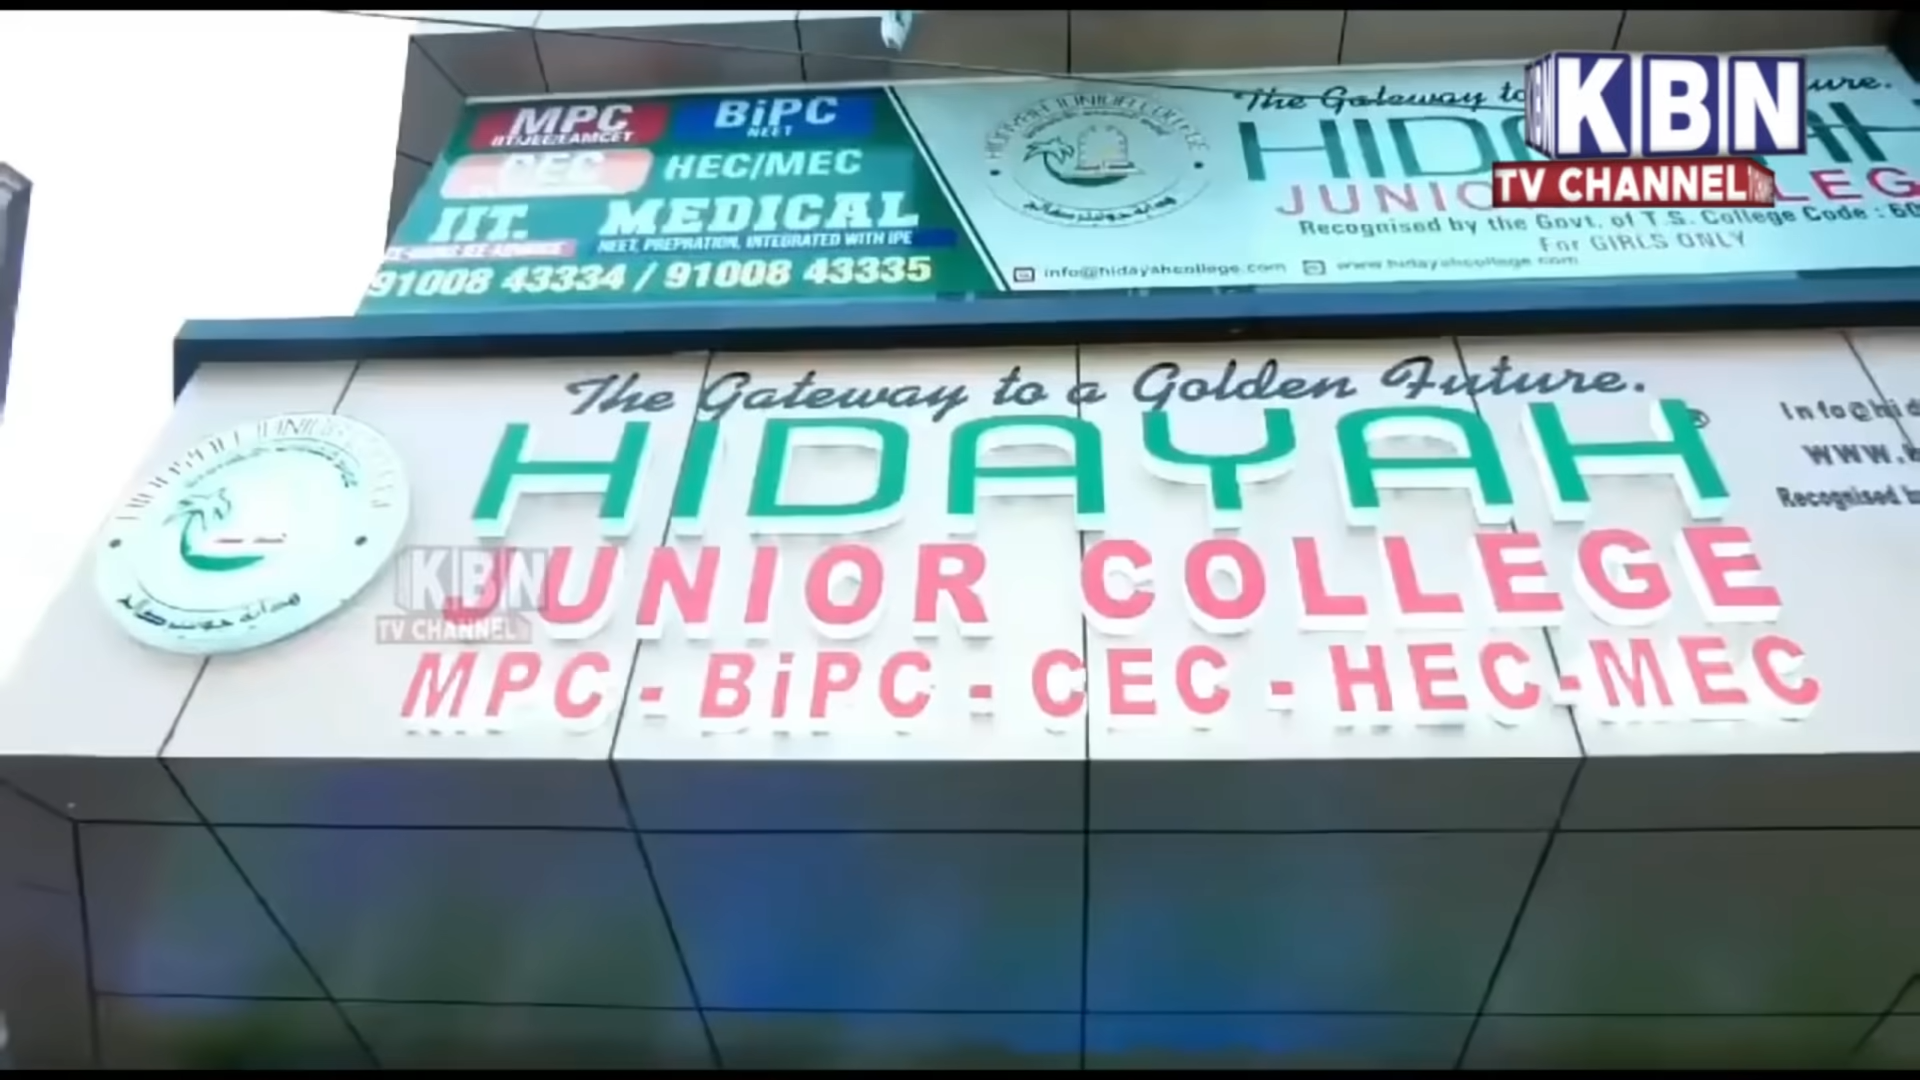 MPC
IIT/JEE/EAMCET
BiPC
NEET
CEC
HEC/MEC
IIT.
MEDICAL
NEET, PREPRATION, INTEGRATED WITH IPE
91008 43334 / 91008 43335
The Gateway to
KBN
TV CHANNEL
Recognised by the Govt. of T.S. College Code :
For GIRLS ONLY
info@hidayahcollege.com www.hidayahcollege.com
The Gateway to a Golden Future.
HIDAYAH®
JUNIOR COLLEGE
MPC - BiPC - CEC - HEC-MEC
KBN
TV CHANNEL
WWW.
Recognised